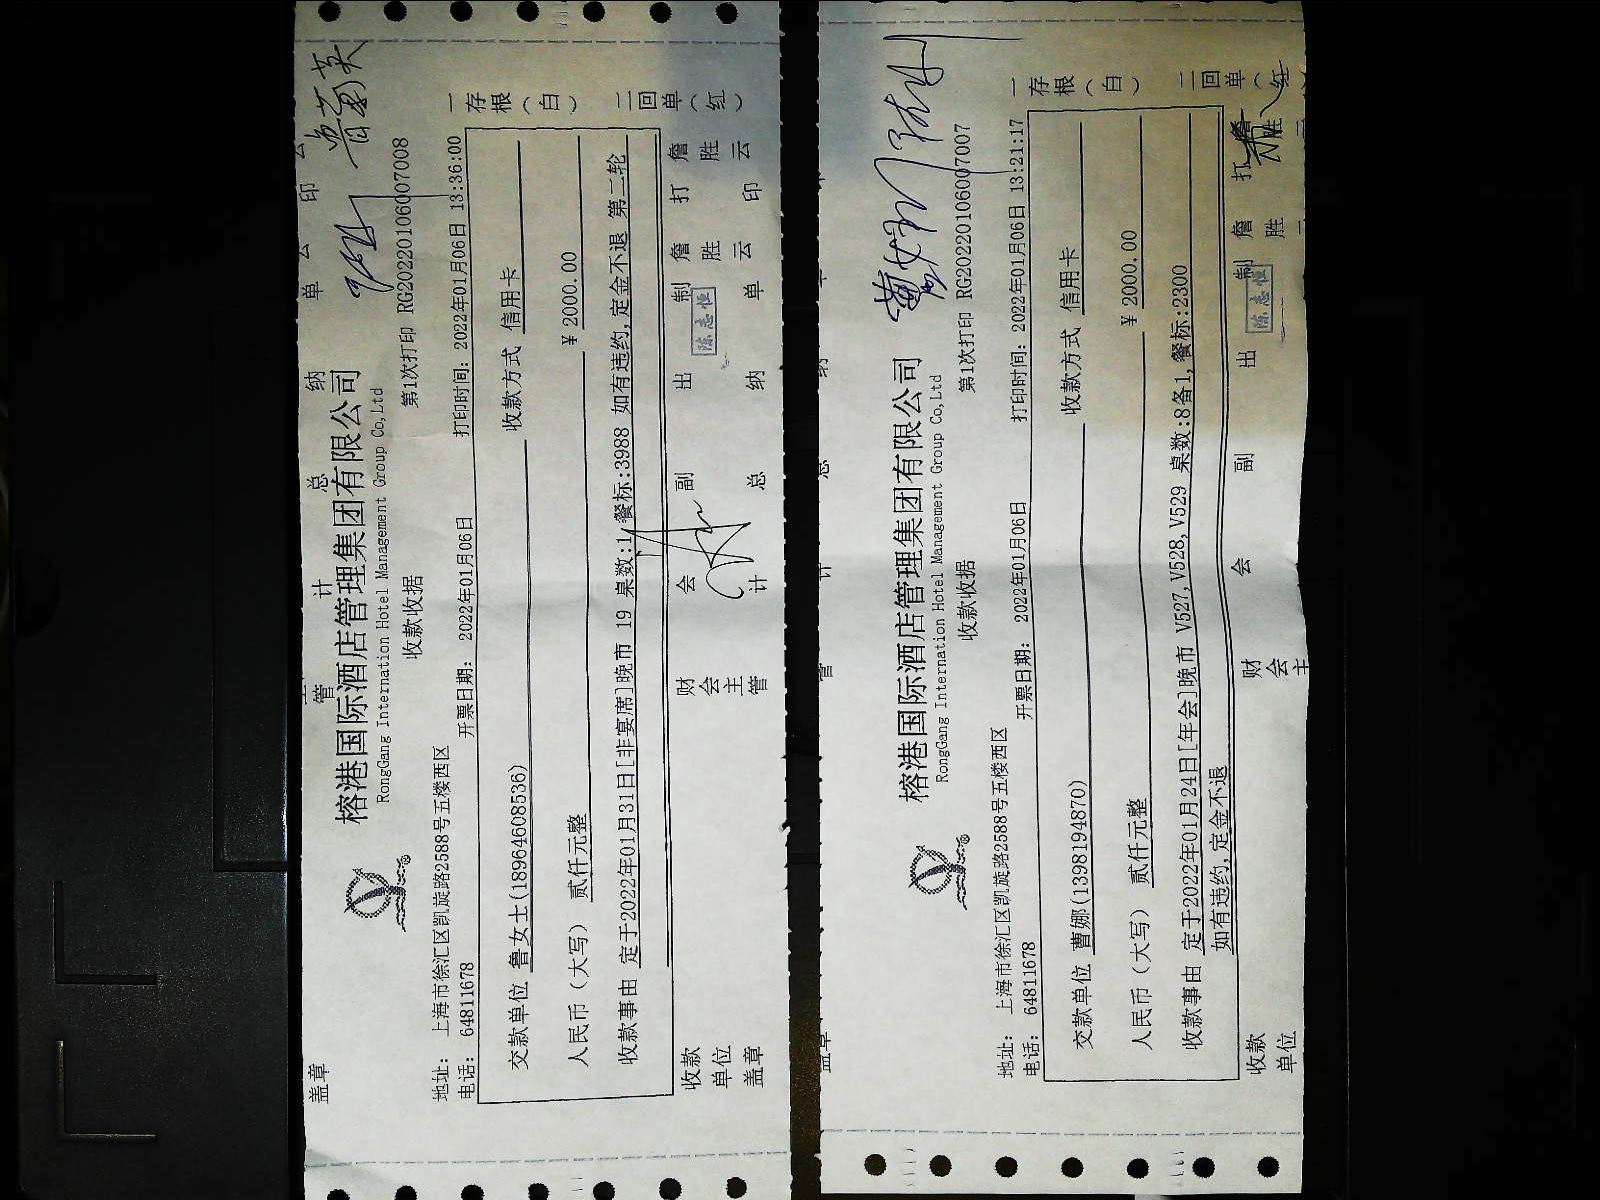 榕港国际酒店管理集团有限公司
RongGang Internation Hotel Management Group Co,Ltd
收款收据
第1次打印 RG20220106007008
地址: 上海市徐汇区凯旋路2588号五楼西区
电话: 64811678
开票日期: 2022年01月06日
打印时间: 2022年01月06日 13:36:00
交款单位 鲁女士(18964608536)
收款方式 信用卡
人民币（大写） 贰仟元整
¥ 2000.00
收款事由 定于2022年01月31日[非宴席]晚市 19 桌数:1,餐标:3988 如有违约,定金不退 第二轮
一存根（白）
二回单（红）
收款单位盖章
财会主管
会计
副总
出纳
制单 詹胜云
打印 詹胜云
陈志恒
榕港国际酒店管理集团有限公司
RongGang Internation Hotel Management Group Co,Ltd
收款收据
第1次打印 RG20220106007007
地址: 上海市徐汇区凯旋路2588号五楼西区
电话: 64811678
开票日期: 2022年01月06日
打印时间: 2022年01月06日 13:21:17
交款单位 曹娜(13981194870)
收款方式 信用卡
人民币（大写） 贰仟元整
¥ 2000.00
收款事由 定于2022年01月24日[年会]晚市 V527,V528,V529 桌数:8备1,餐标:2300
如有违约,定金不退
一存根（白）
二回单（红
收款单位
财会主
会
副
出
制 詹胜
打
陈志恒